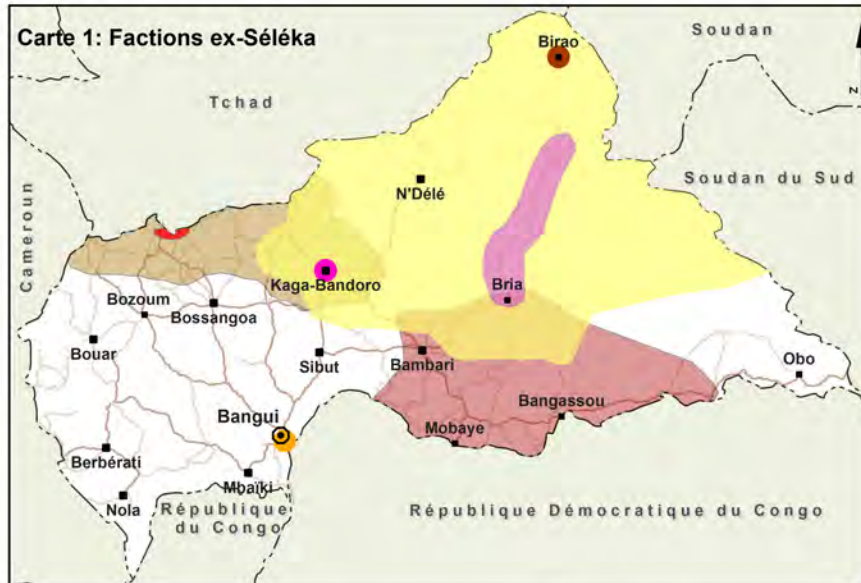 Carte 1: Factions ex-Séléka
Birao
Soudan
z
Tchad
N'Délé
Soudan du Sud
Cameroun
Kaga-Bandoro
Bria
Bozoum
Bossangoa
Bouar
Sibut
Bambari
Obo
Bangui
Bangassou
Mobaye
Berbérati
Mbaïki
Nola
République
du Congo
République Démocratique du Congo